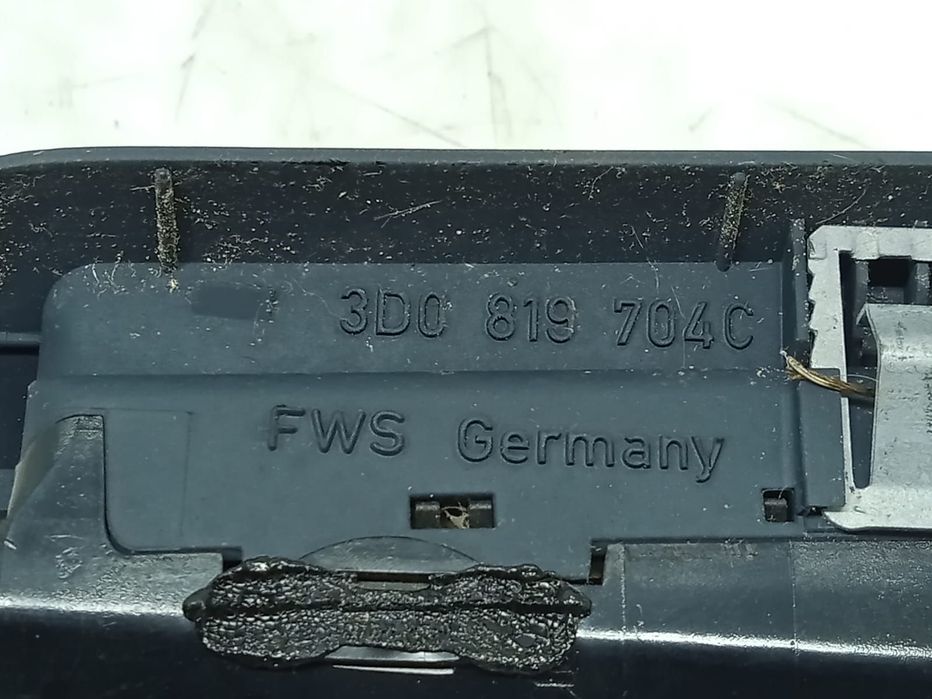 3D0 819 704C
FWS Germany